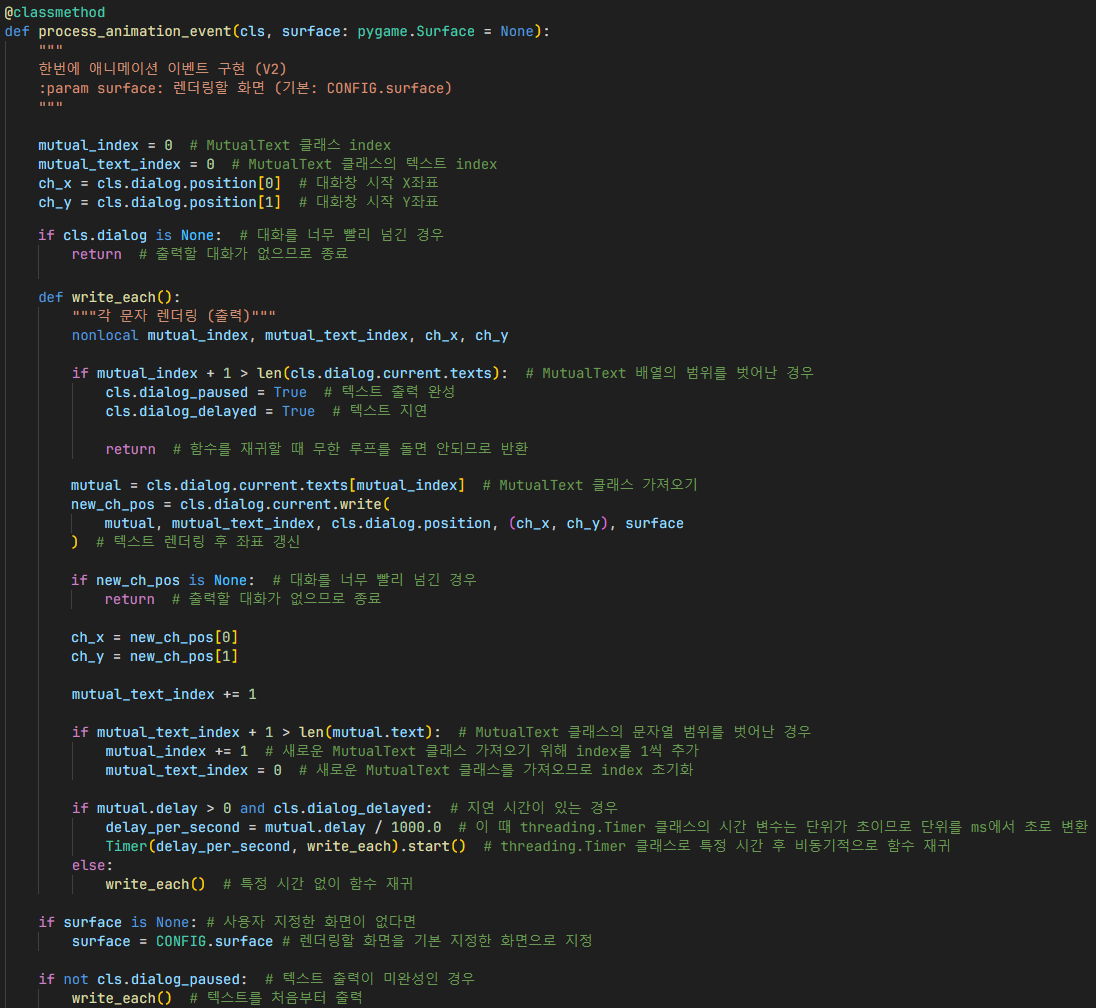 @classmethod
def process_animation_event(cls, surface: pygame.Surface = None):
"""
한번에 애니메이션 이벤트 구현 (V2)
:param surface: 렌더링할 화면 (기본: CONFIG.surface)
"""
mutual_index = 0  # MutualText 클래스 index
mutual_text_index = 0  # MutualText 클래스의 텍스트 index
ch_x = cls.dialog.position[0]  # 대화창 시작 X좌표
ch_y = cls.dialog.position[1]  # 대화창 시작 Y좌표
if cls.dialog is None:  # 대화를 너무 빨리 넘긴 경우
return  # 출력할 대화가 없으므로 종료
def write_each():
"""각 문자 렌더링 (출력)"""
nonlocal mutual_index, mutual_text_index, ch_x, ch_y
if mutual_index + 1 > len(cls.dialog.current.texts):  # MutualText 배열의 범위를 벗어난 경우
cls.dialog_paused = True  # 텍스트 출력 완성
cls.dialog_delayed = True  # 텍스트 지연
return  # 함수를 재귀할 때 무한 루프를 돌면 안되므로 반환
mutual = cls.dialog.current.texts[mutual_index]  # MutualText 클래스 가져오기
new_ch_pos = cls.dialog.current.write(
mutual, mutual_text_index, cls.dialog.position, (ch_x, ch_y), surface
)  # 텍스트 렌더링 후 좌표 갱신
if new_ch_pos is None:  # 대화를 너무 빨리 넘긴 경우
return  # 출력할 대화가 없으므로 종료
ch_x = new_ch_pos[0]
ch_y = new_ch_pos[1]
mutual_text_index += 1
if mutual_text_index + 1 > len(mutual.text):  # MutualText 클래스의 문자열 범위를 벗어난 경우
mutual_index += 1  # 새로운 MutualText 클래스 가져오기 위해 index를 1씩 추가
mutual_text_index = 0  # 새로운 MutualText 클래스를 가져오므로 index 초기화
if mutual.delay > 0 and cls.dialog_delayed:  # 지연 시간이 있는 경우
delay_per_second = mutual.delay / 1000.0  # 이 때 threading.Timer 클래스의 시간 변수는 단위가 초이므로 단위를 ms에서 초로 변환
Timer(delay_per_second, write_each).start()  # threading.Timer 클래스로 특정 시간 후 비동기적으로 함수 재귀
else:
write_each()  # 특정 시간 없이 함수 재귀
if surface is None: # 사용자 지정한 화면이 없다면
surface = CONFIG.surface # 렌더링할 화면을 기본 지정한 화면으로 지정
if not cls.dialog_paused:  # 텍스트 출력이 미완성인 경우
write_each()  # 텍스트를 처음부터 출력